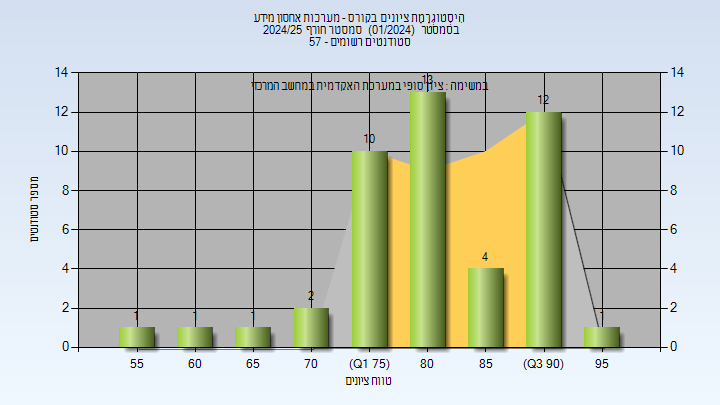 היסטוגרמת ציונים בקורס - מערכות אחסון מידע
בסמסטר (01/2024) סמסטר חורף 2024/25
סטודנטים רשומים - 57
במשימה : ציון סופי במערכת האקדמית במחשב המרכזי
14 14
12 12
10 10
8 8
6 6
4 4
2 2
0 0
1 1 1 2 10 13 4 12 1
55 60 65 70 (Q1 75) 80 85 (Q3 90) 95
טווח ציונים
מספר סטודנטים